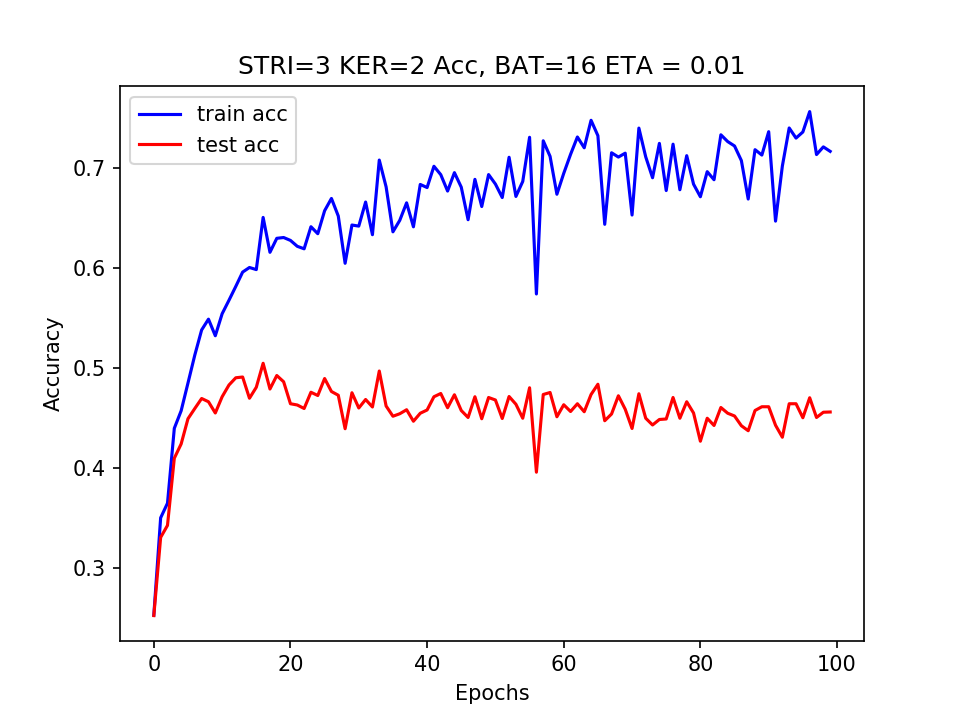 STRI=3 KER=2 Acc, BAT=16 ETA = 0.01
train acc
test acc
Accuracy
0.7
0.6
0.5
0.4
0.3
0 20 40 60 80 100
Epochs